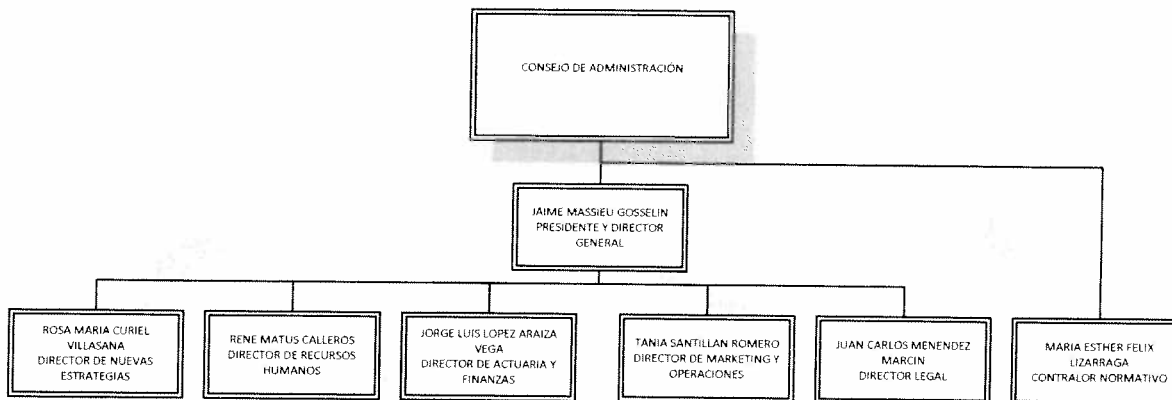 CONSEJO DE ADMINISTRACIÓN
JAIME MASSIEU GOSSELIN
PRESIDENTE Y DIRECTOR
GENERAL
ROSA MARIA CURIEL
VILLASANA
DIRECTOR DE NUEVAS
ESTRATEGIAS
RENE MATUS CALLEROS
DIRECTOR DE RECURSOS
HUMANOS
JORGE LUIS LOPEZ ARAIZA
VEGA
DIRECTOR DE ACTUARIA Y
FINANZAS
TANIA SANTILLAN ROMERO
DIRECTOR DE MARKETING Y
OPERACIONES
JUAN CARLOS MENENDEZ
MARCIN
DIRECTOR LEGAL
MARIA ESTHER FELIX
LIZARRAGA
CONTRALOR NORMATIVO